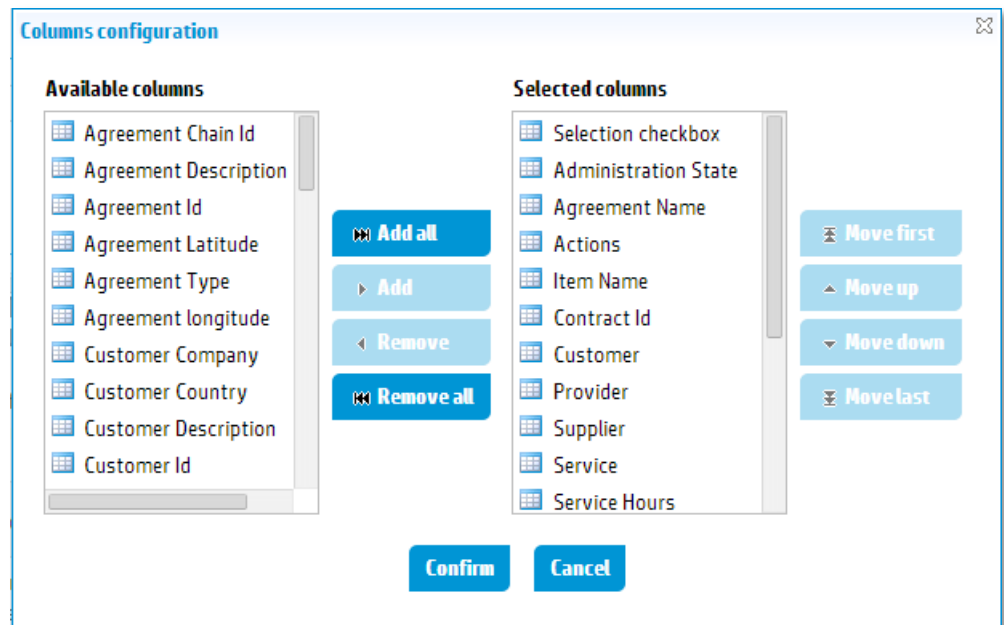 Columns configuration
Available columns
Agreement Chain Id
Agreement Description
Agreement Id
Agreement Latitude
Agreement Type
Agreement longitude
Customer Company
Customer Country
Customer Description
Customer Id
Add all
Add
Remove
Remove all
Selected columns
Selection checkbox
Administration State
Agreement Name
Actions
Item Name
Contract Id
Customer
Provider
Supplier
Service
Service Hours
Move first
Move up
Move down
Move last
Confirm
Cancel